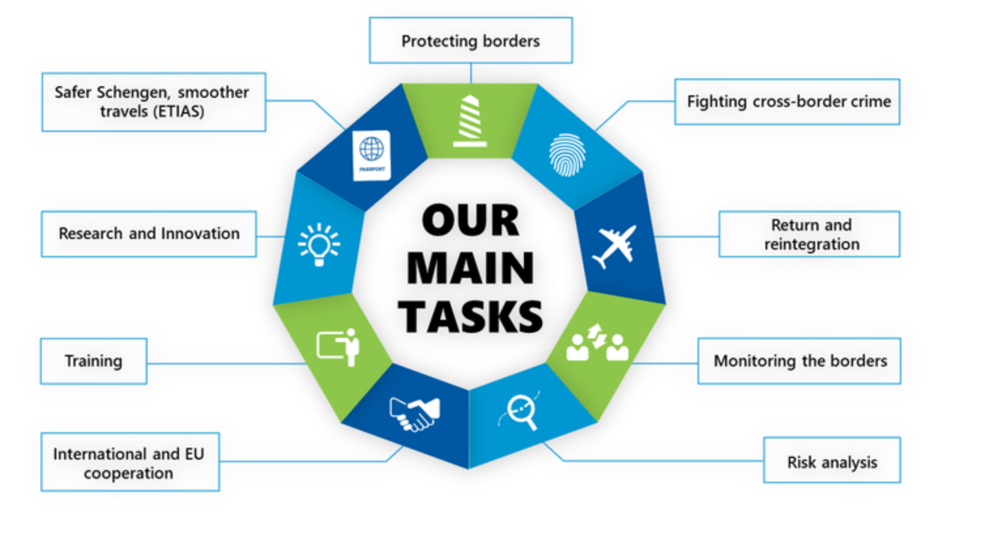 Protecting borders
Safer Schengen, smoother
travels (ETIAS)
Fighting cross-border crime
PASSPORT
OUR
MAIN
TASKS
Research and Innovation
Return and
reintegration
Training
Monitoring the borders
International and EU
cooperation
Risk analysis